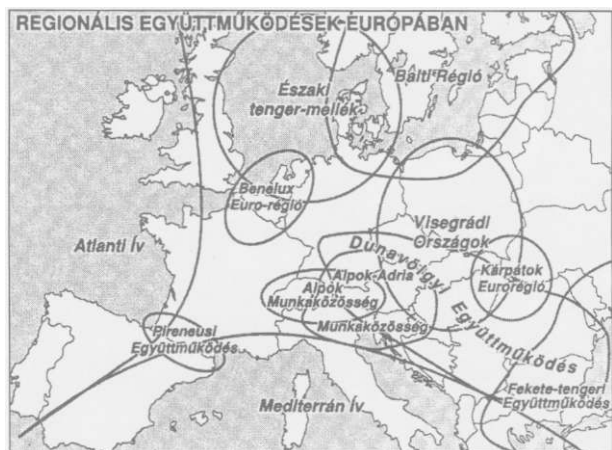 REGIONÁLIS EGYÜTTMŰKÖDÉSEK EURÓPÁBAN
Északi
tenger-mellék
Balti Régió
Benelux
Euro-régió
Atlanti Ív
Visegrádi
Országok
Dunavölgyi
Együttműködés
Kárpátok
Eurorégió
Alpok-Adria
Munkaközösség
Alpok
Munkaközösség
Pireneusi
Együttműködés
Mediterrán Ív
Fekete-tengeri
Együttműködés